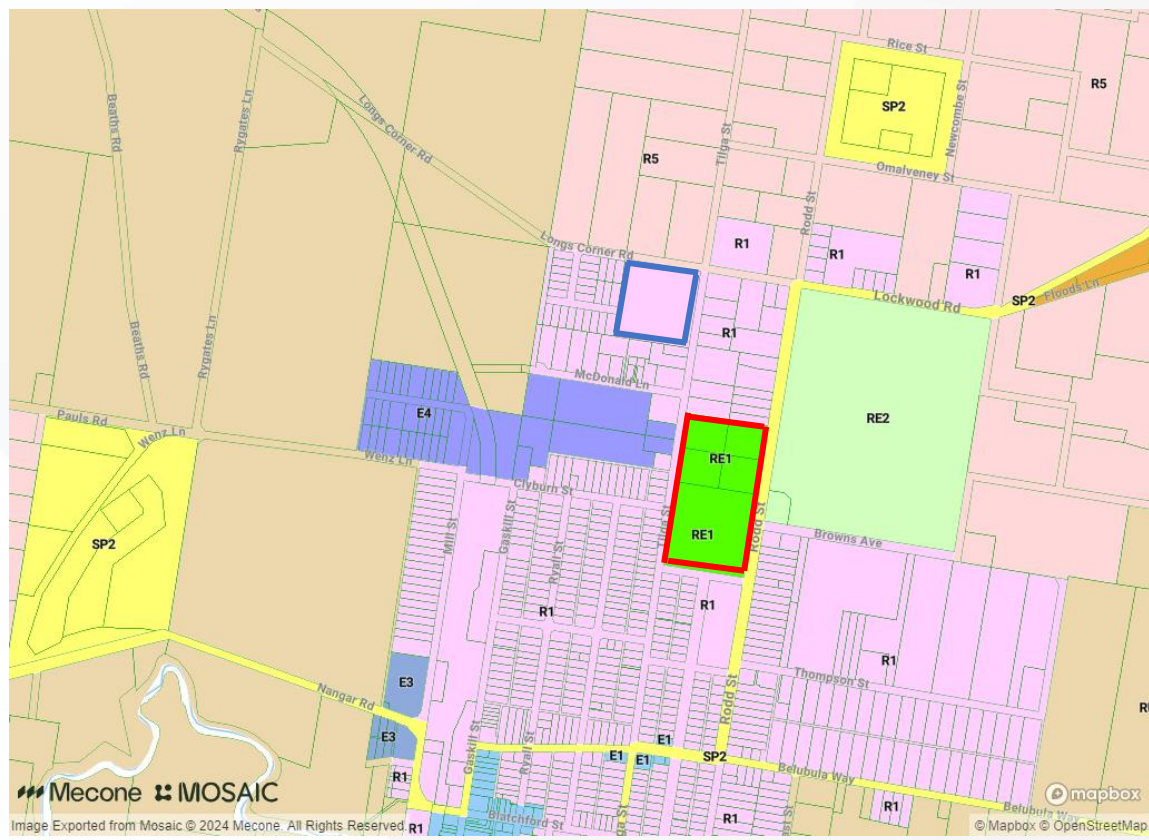 Rice St
R5
SP2
Beaths Rd
Rygates Ln
Longs Corner Rd
Tilga St
Newcombe St
R5
Omalveney St
Rodd St
R1
R1
R1
Longs Corner Rd
Lockwood Rd
SP2
Floods Ln
R1
Beaths Rd
Rygates Ln
McDonald Ln
E4
RE2
Pauls Rd
Wenz Ln
Wenz Ln
RE1
Clyburn St
SP2
Mill St
Gaskill St
Ryall St
Tilga St
RE1
Rodd St
Browns Ave
R1
R1
R1
Thompson St
E3
Nangar Rd
Rodd St
E3
Gaskill St
Ryall St
E1
E1
E1
SP2
Belubula Way
R1
Belubula Way
R1
Blatchford St
R1
R1
Mecone MOSAIC
mapbox
Image Exported from Mosaic © 2024 Mecone. All Rights Reserved.
© Mapbox © OpenStreetMap